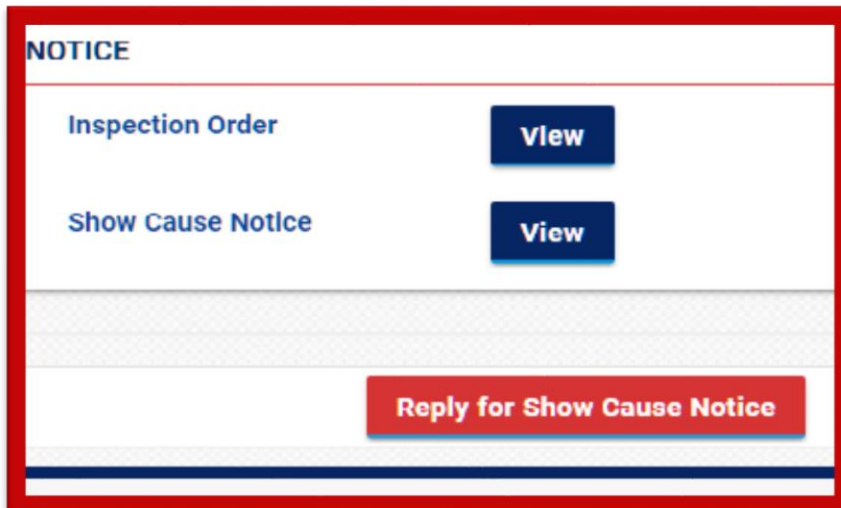 NOTICE
Inspection Order View
Show Cause Notice View
Reply for Show Cause Notice